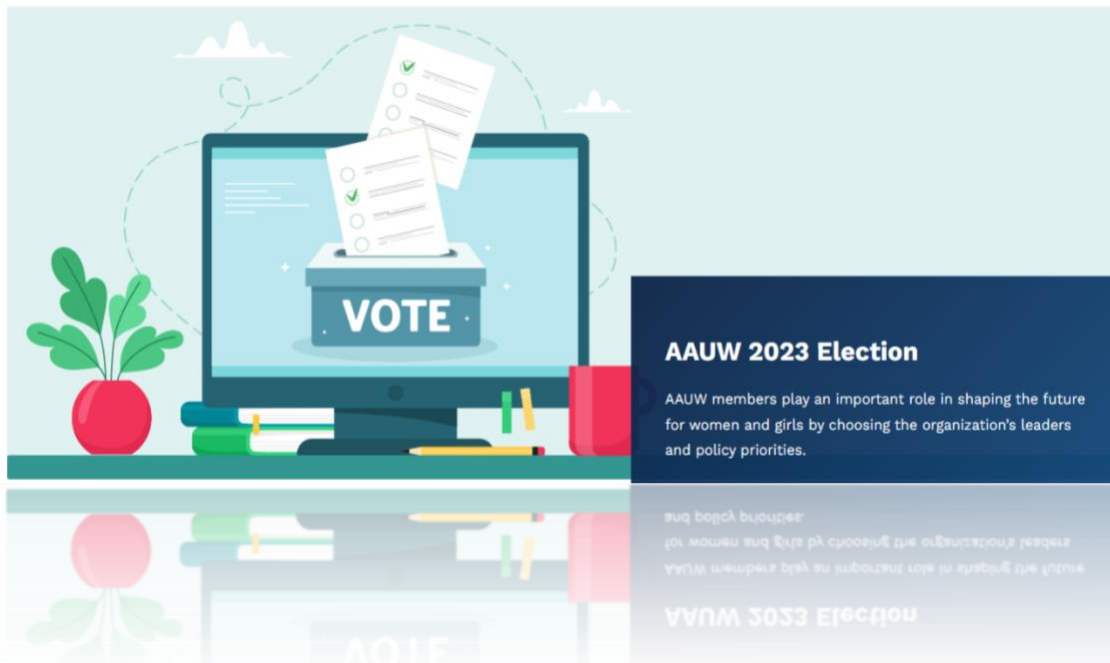 VOTE
AAUW 2023 Election
AAUW members play an important role in shaping the future
for women and girls by choosing the organization's leaders
and policy priorities.